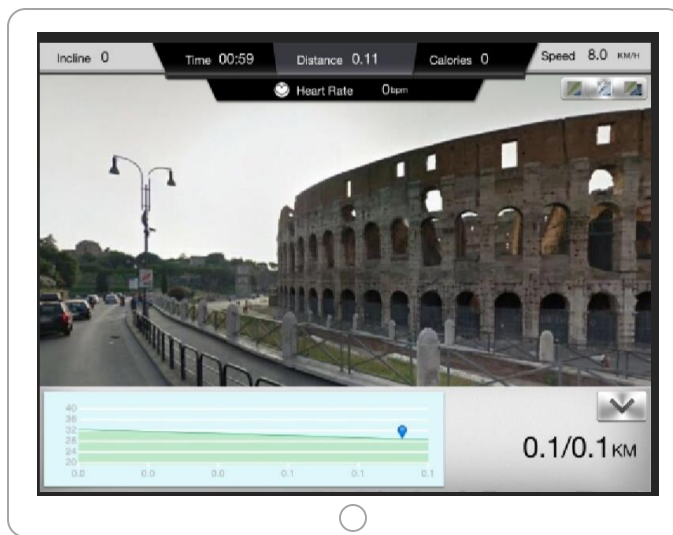 Incline 0 Time 00:59 Distance 0.11 Calories 0 Speed 8.0 KM/H
Heart Rate 0bpm
40
36
32
28
24
20
0.0 0.0 0.0 0.1 0.1 0.1
0.1/0.1 KM